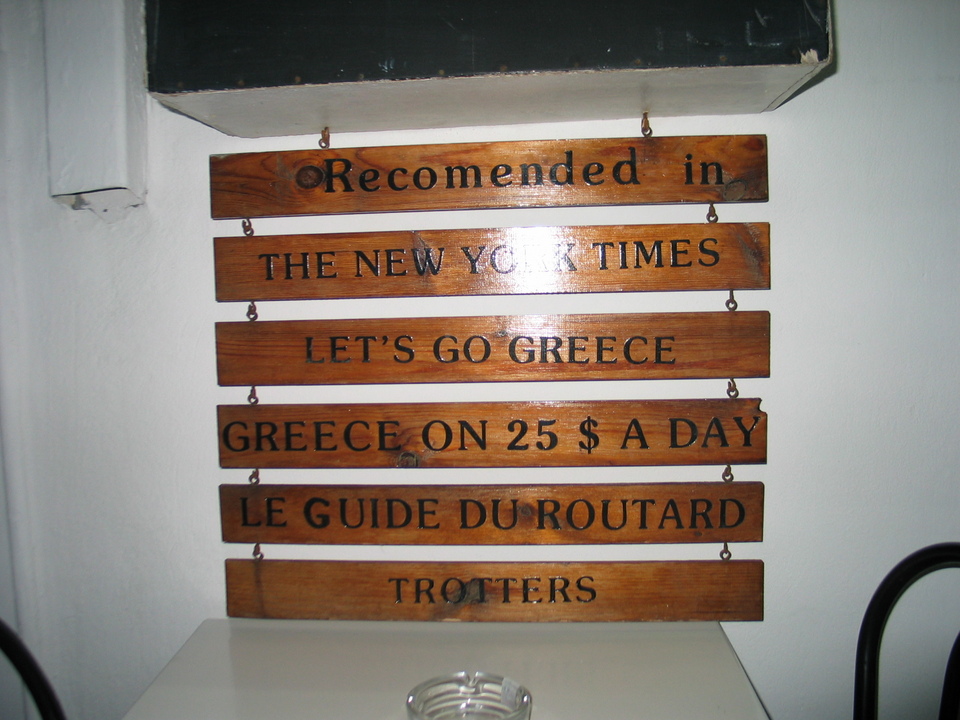 Recomended in
THE NEW YORK TIMES
LET'S GO GREECE
GREECE ON 25 $ A DAY
LE GUIDE DU ROUTARD
TROTTERS